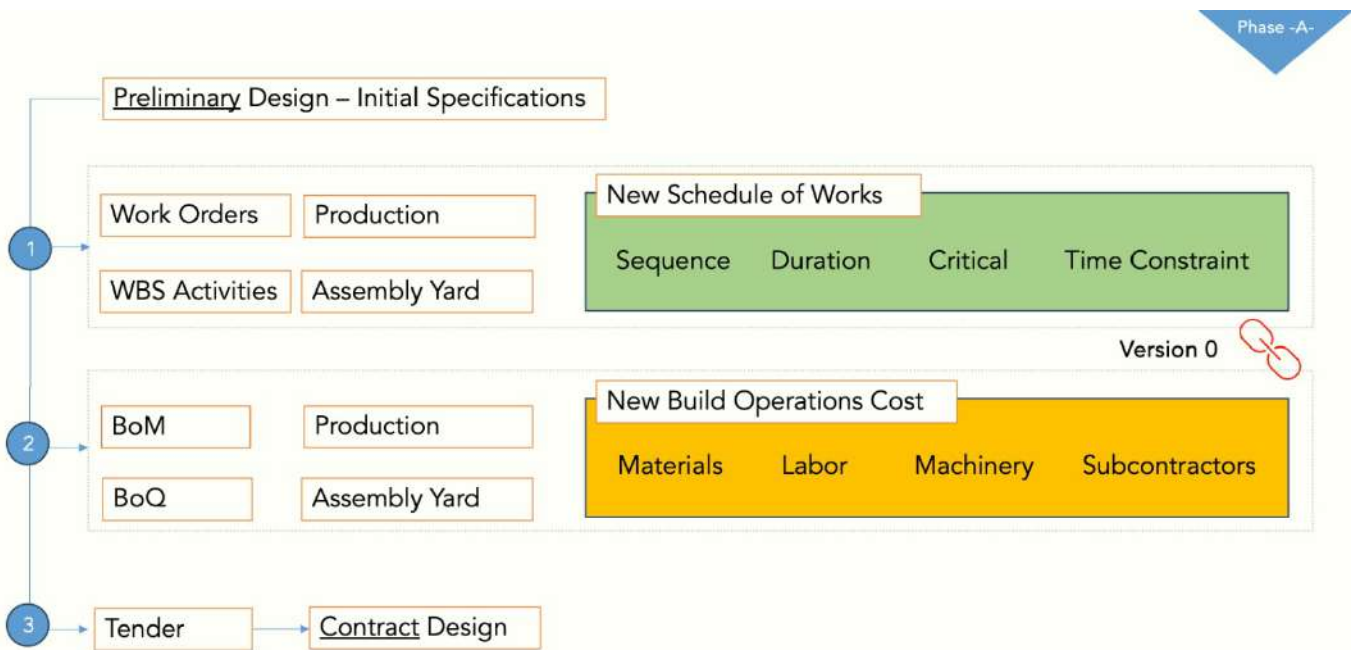 Phase -A-
Preliminary Design – Initial Specifications
1
Work Orders
Production
WBS Activities
Assembly Yard
New Schedule of Works
Sequence Duration Critical Time Constraint
Version 0
2
BoM
Production
BoQ
Assembly Yard
New Build Operations Cost
Materials Labor Machinery Subcontractors
3
Tender
Contract Design